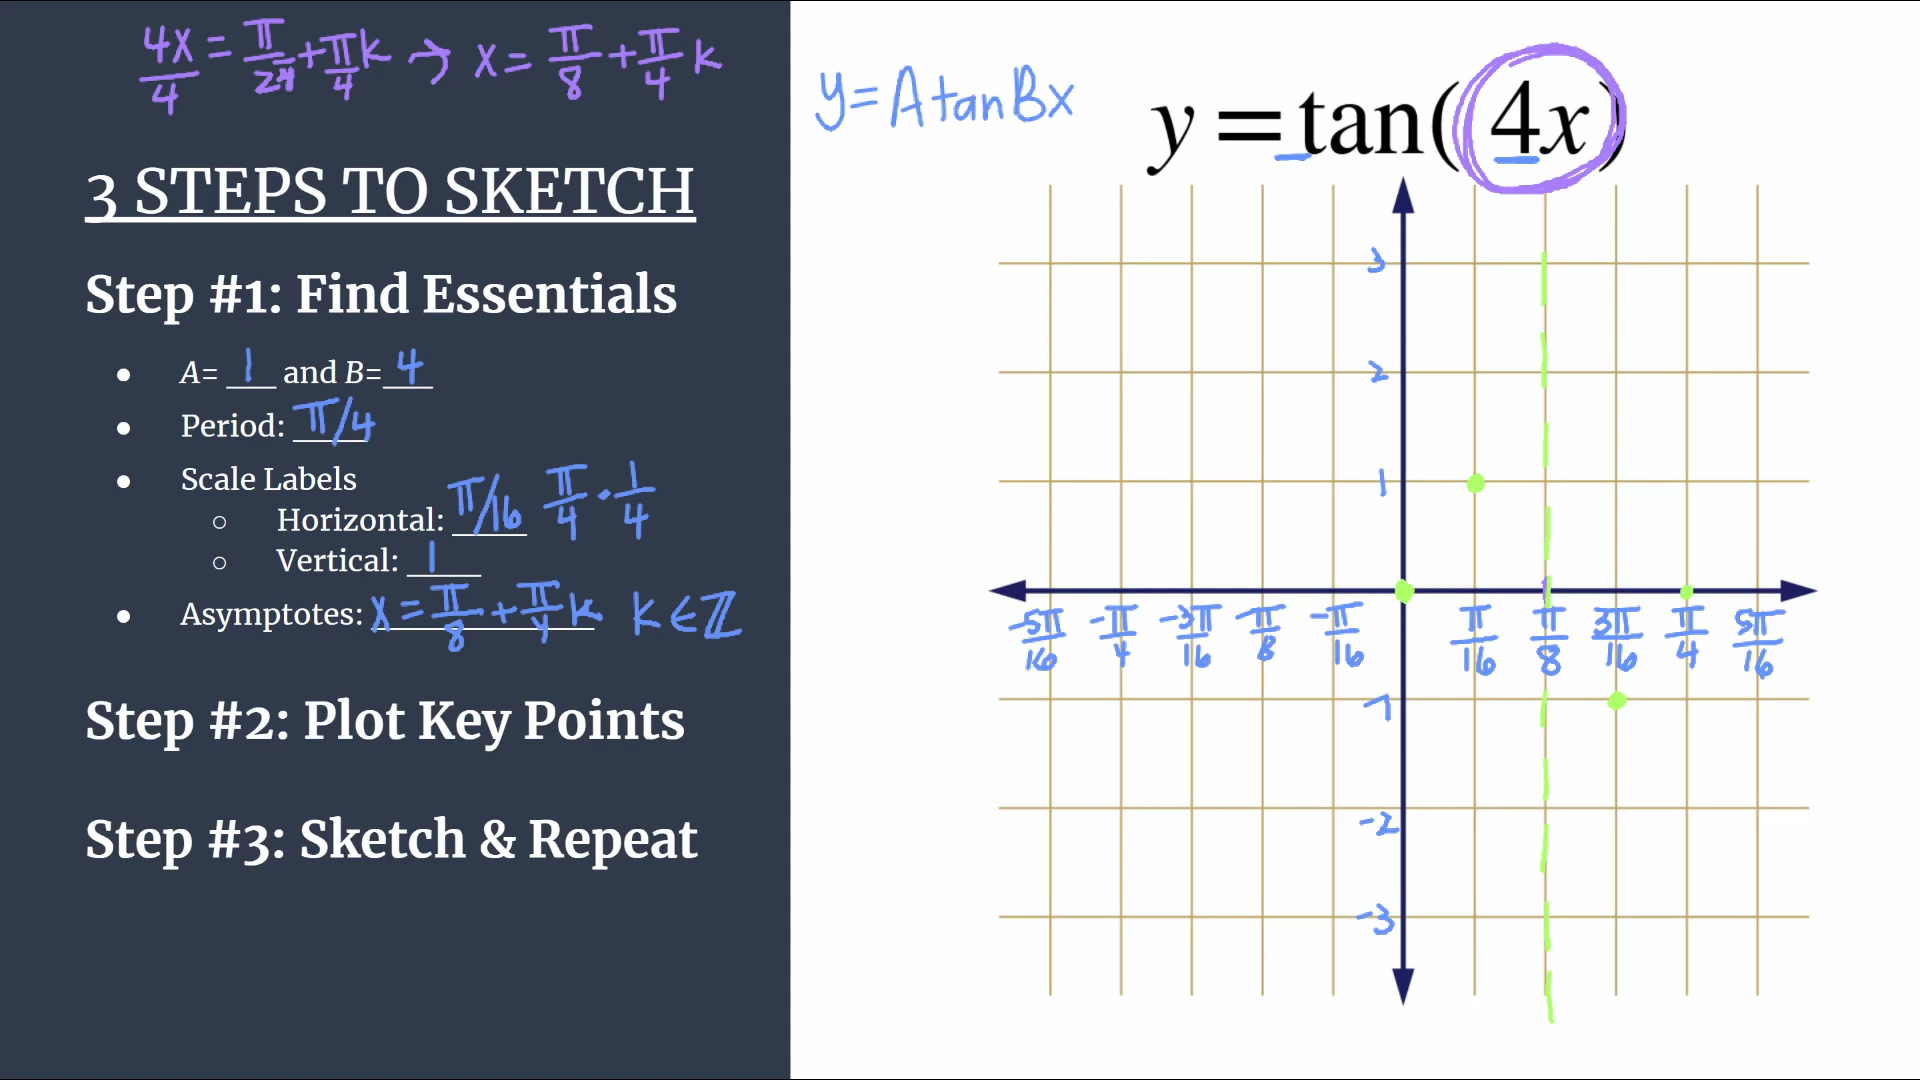 4x/4 = π/2·4 + π/4 k → x = π/8 + π/4 k
3 STEPS TO SKETCH
Step #1: Find Essentials
• A= 1 and B= 4
• Period: π/4
• Scale Labels
○ Horizontal: π/16 π/4 · 1/4
○ Vertical: 1
• Asymptotes: x = π/8 + π/4 k k ∈ ℤ
Step #2: Plot Key Points
Step #3: Sketch & Repeat
y = A tan Bx
y = tan(4x)
3
2
1
-5π/16 -π/4 -3π/16 -π/8 -π/16 π/16 π/8 3π/16 π/4 5π/16
-1
-2
-3